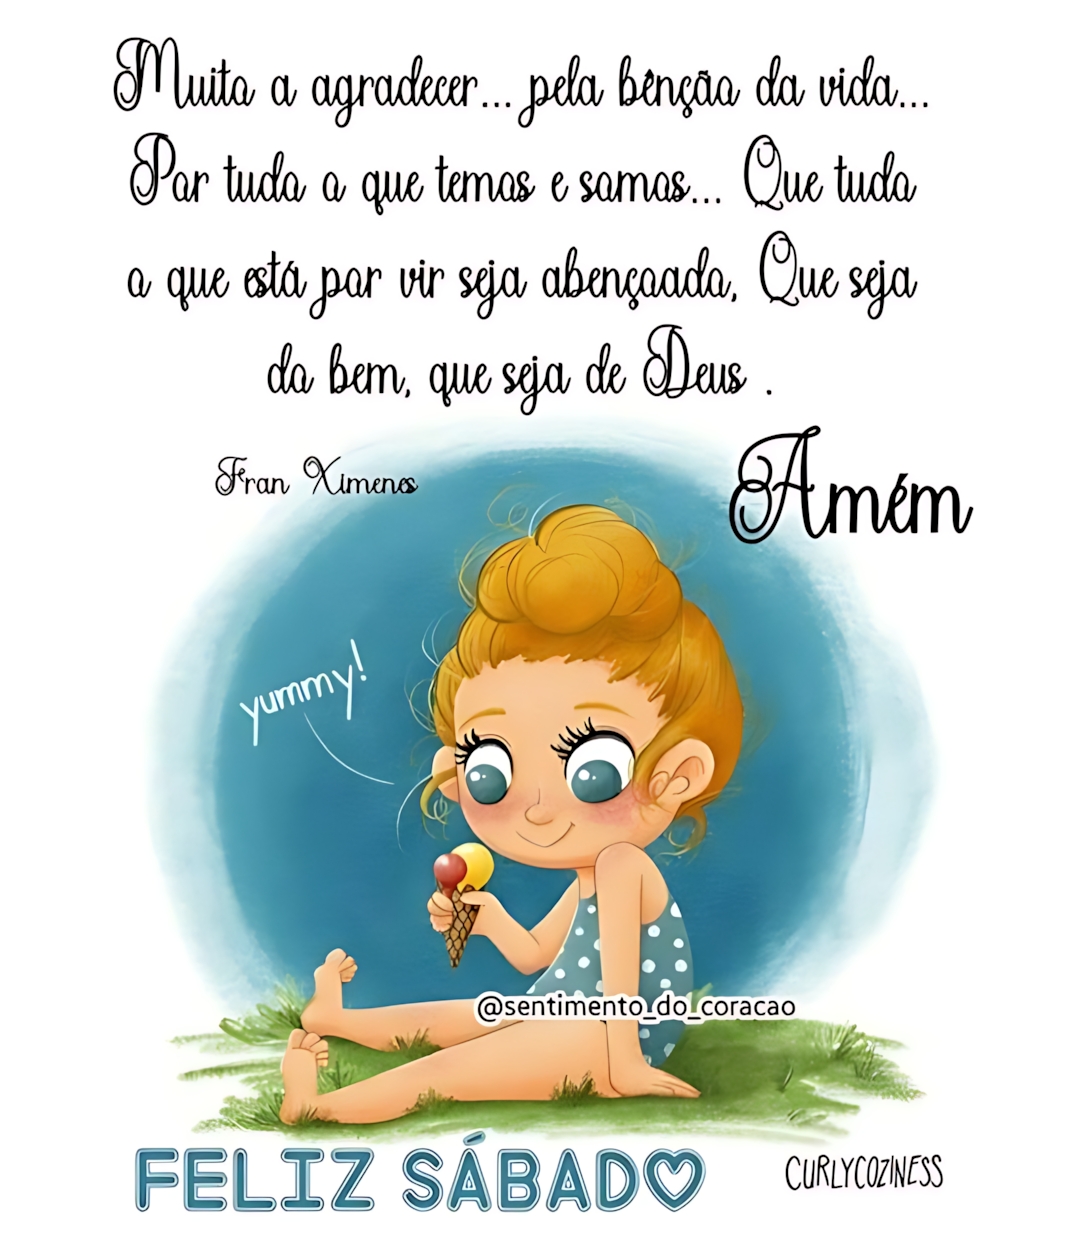 Muito a agradecer... pela bênção da vida...
Por tudo o que temos e somos... Que tudo
o que está por vir seja abençoado, Que seja
do bem, que seja de Deus .
Fran Ximenes
Amém
yummy!
@sentimento_do_coracao
FELIZ SÁBADO
CURLYCOZINESS